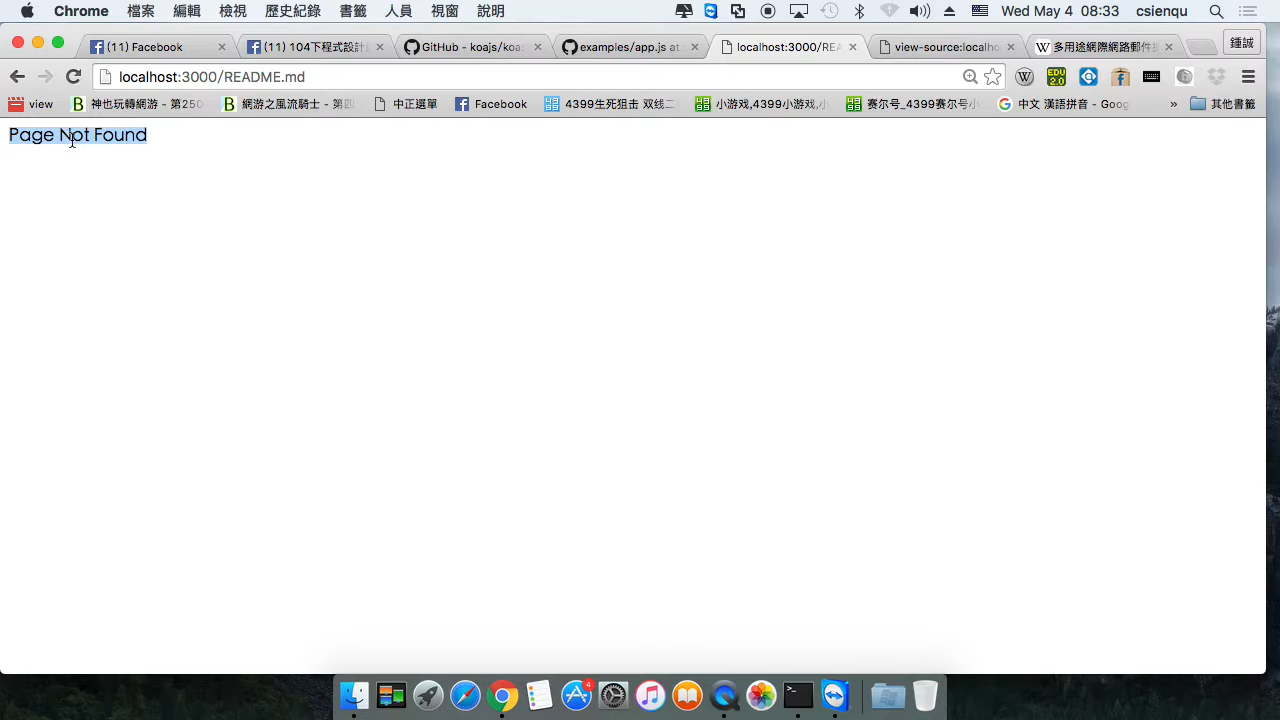 Chrome 檔案 編輯 檢視 歷史紀錄 書籤 人員 視窗 說明 Wed May 4 08:33 csienqu
(11) Facebook
(11) 104下程式設計
GitHub - koajs/koa
examples/app.js at
localhost:3000/REA
view-source:localho
多用途網際網路郵件
鍾誠
localhost:3000/README.md
EDU 2.0
view
神也玩轉網游 - 第250
網游之風流騎士 - 第四
中正選單
Facebook
4399生死狙击 双线二
小游戏,4399小游戏,小
赛尔号_4399赛尔号小
中文 漢語拼音 - Goog
» 其他書籤
Page Not Found
4